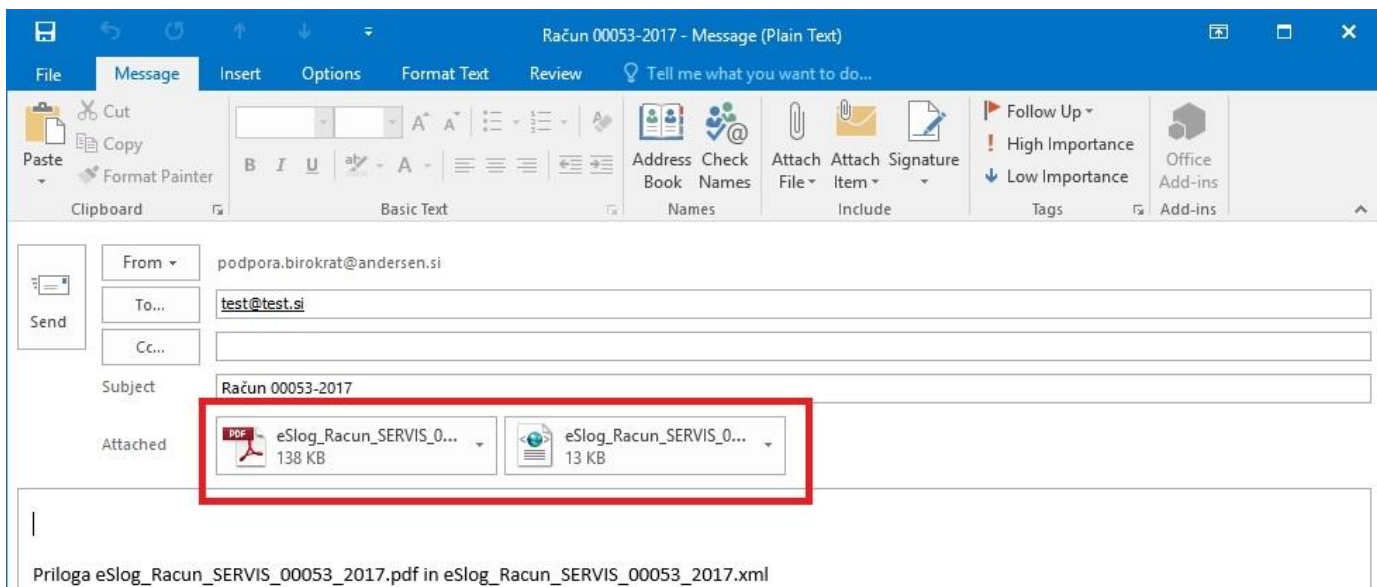 Račun 00053-2017 - Message (Plain Text)
File Message Insert Options Format Text Review Tell me what you want to do...
Paste
Cut
Copy
Format Painter
Clipboard
B I U
A A
aby A
Basic Text
Address Book
Check Names
Names
Attach File
Attach Item
Signature
Include
Follow Up
High Importance
Low Importance
Tags
Office Add-ins
Add-ins
Send
From podpora.birokrat@andersen.si
To... test@test.si
Cc...
Subject Račun 00053-2017
Attached
PDF
eSlog_Racun_SERVIS_0...
138 KB
eSlog_Racun_SERVIS_0...
13 KB
Priloga eSlog_Racun_SERVIS_00053_2017.pdf in eSlog_Racun_SERVIS_00053_2017.xml